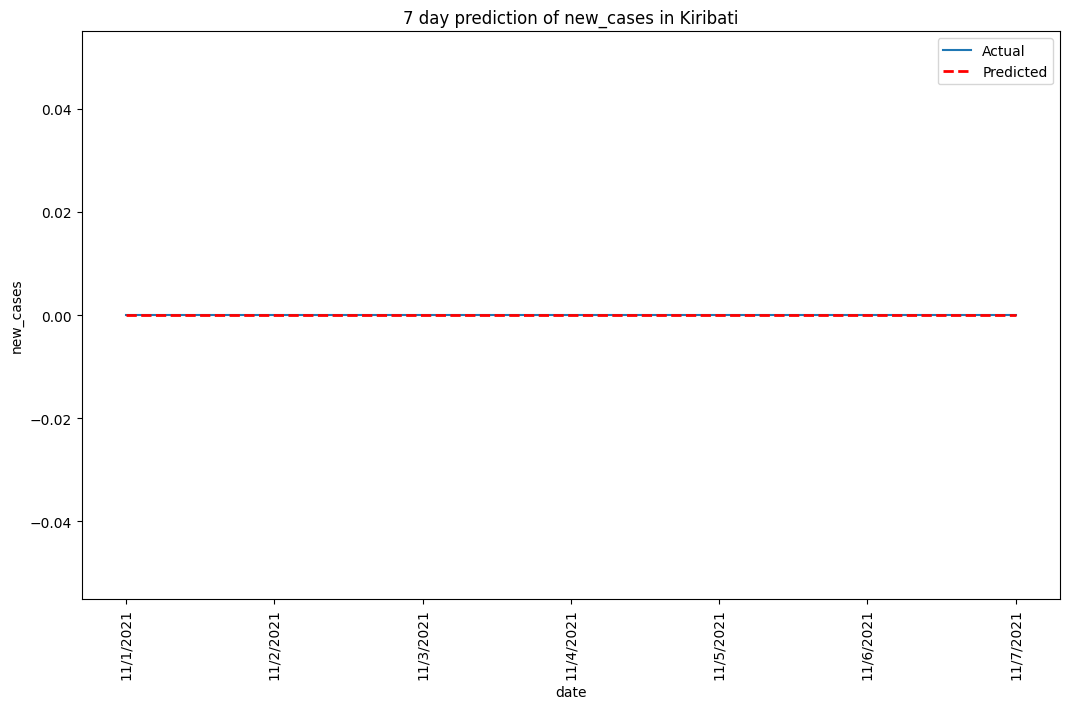 7 day prediction of new_cases in Kiribati
Actual
Predicted
0.04
0.02
0.00
−0.02
−0.04
new_cases
11/1/2021
11/2/2021
11/3/2021
11/4/2021
11/5/2021
11/6/2021
11/7/2021
date